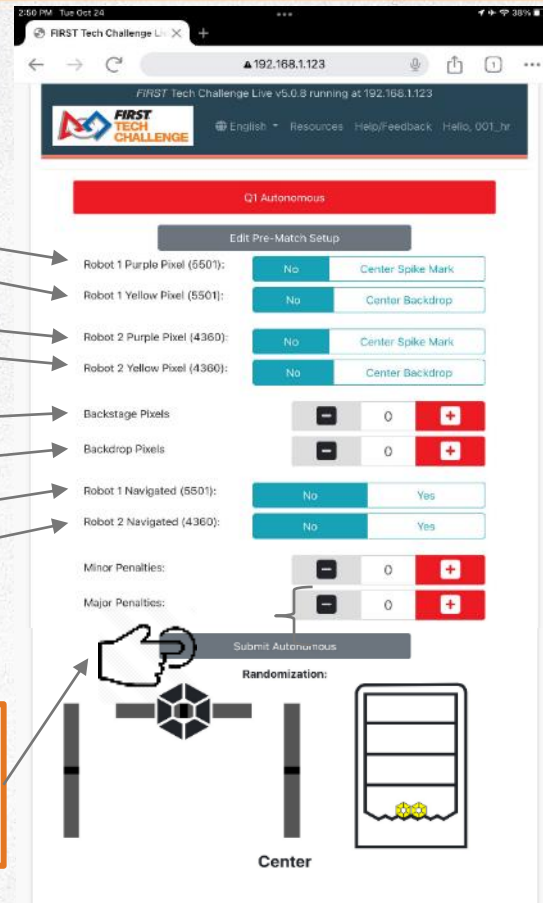 2:50 PM Tue Oct 24
38%
FIRST Tech Challenge Li
192.168.1.123
1
FIRST Tech Challenge Live v5.0.8 running at 192.168.1.123
FIRST
TECH
CHALLENGE
English Resources Help/Feedback Hello, 001_hr
Q1 Autonomous
Edit Pre-Match Setup
Robot 1 Purple Pixel (5501): No Center Spike Mark
Robot 1 Yellow Pixel (5501): No Center Backdrop
Robot 2 Purple Pixel (4360): No Center Spike Mark
Robot 2 Yellow Pixel (4360): No Center Backdrop
Backstage Pixels 0
Backdrop Pixels 0
Robot 1 Navigated (5501): No Yes
Robot 2 Navigated (4360): No Yes
Minor Penalties: 0
Major Penalties: 0
Submit Autonomous
Randomization:
Center